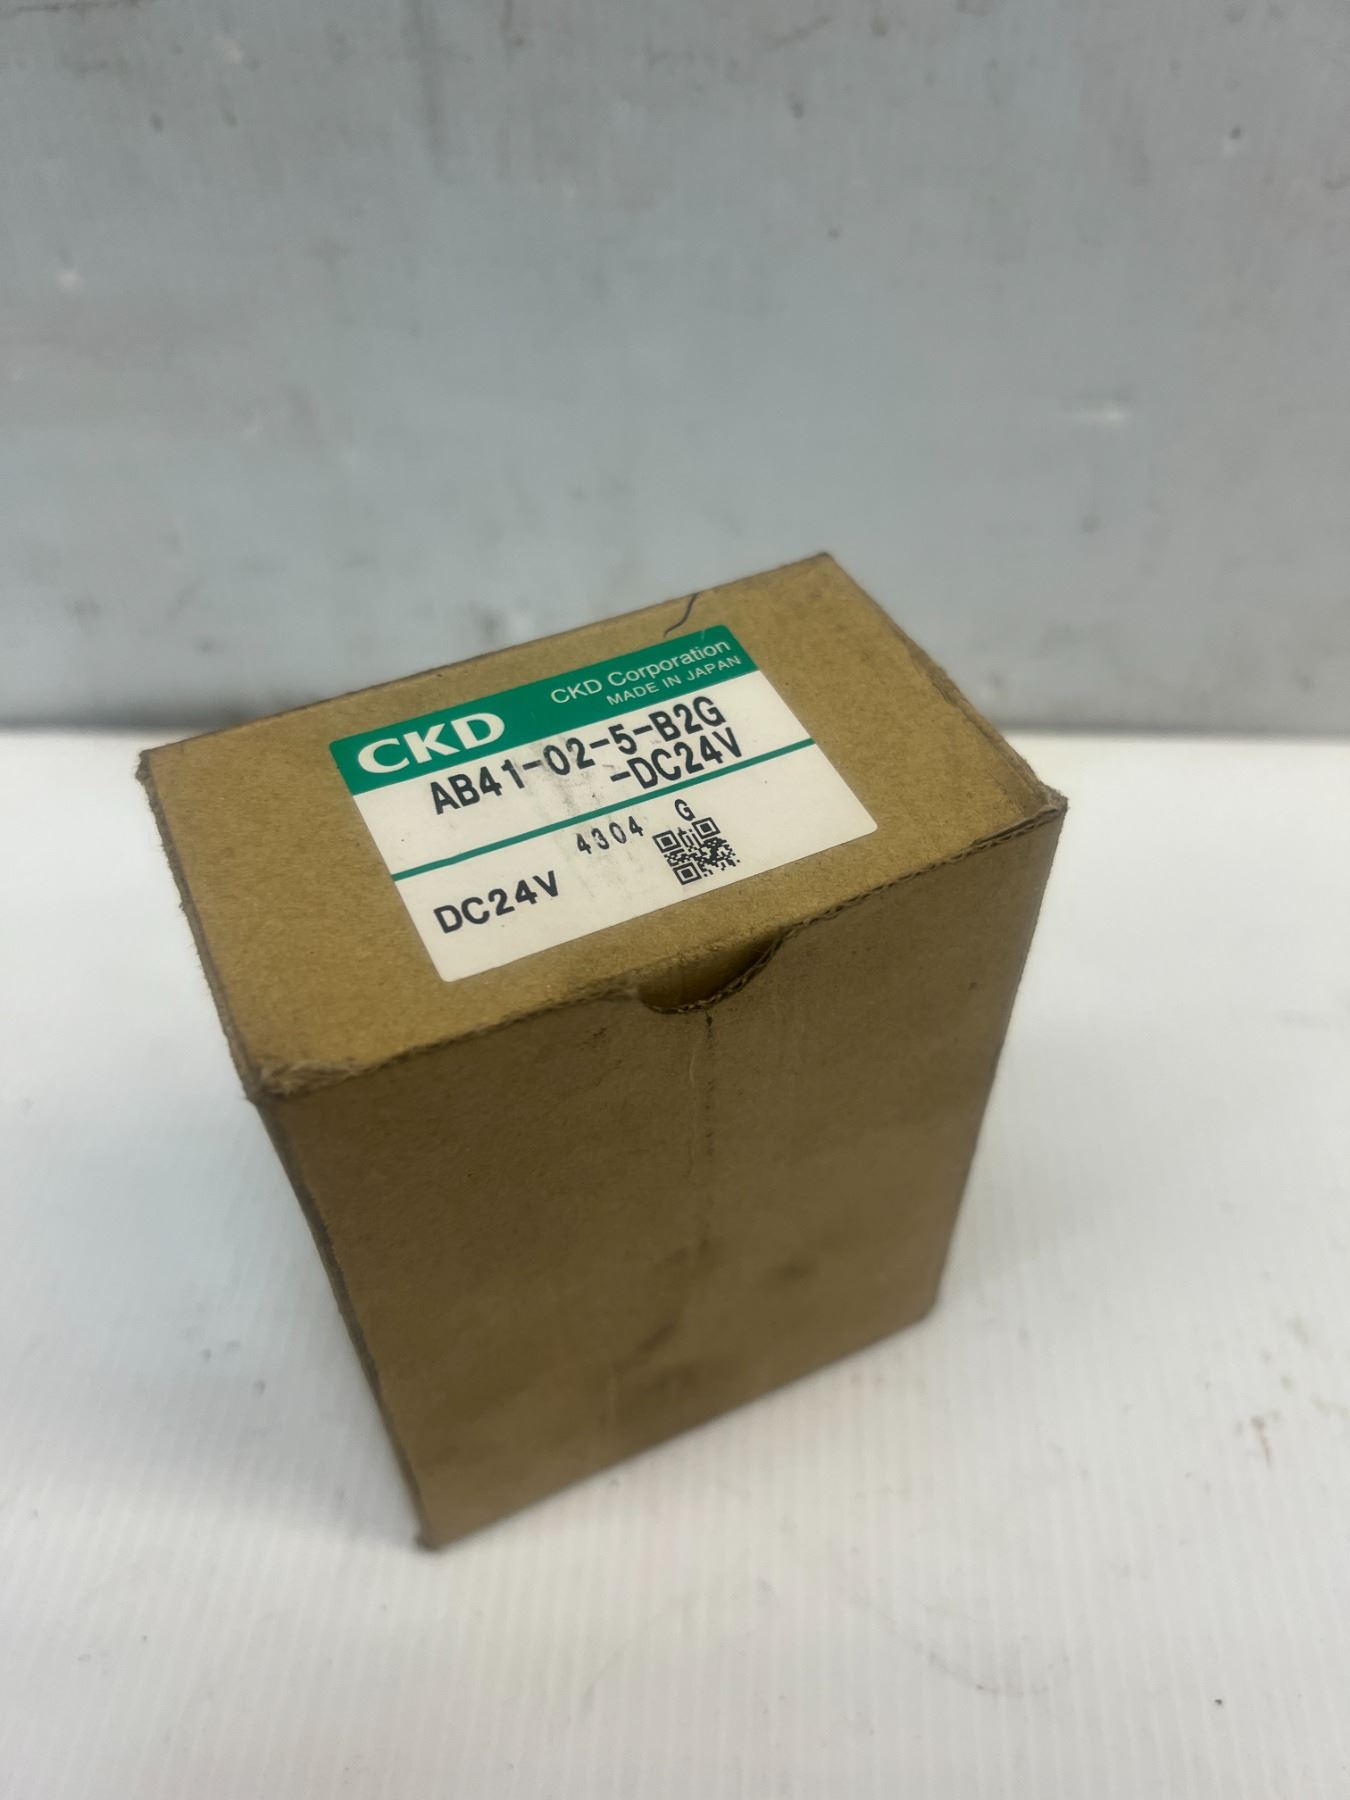 CKD
CKD Corporation
MADE IN JAPAN
AB41-02-5-B2G
-DC24V
4304
G
DC24V